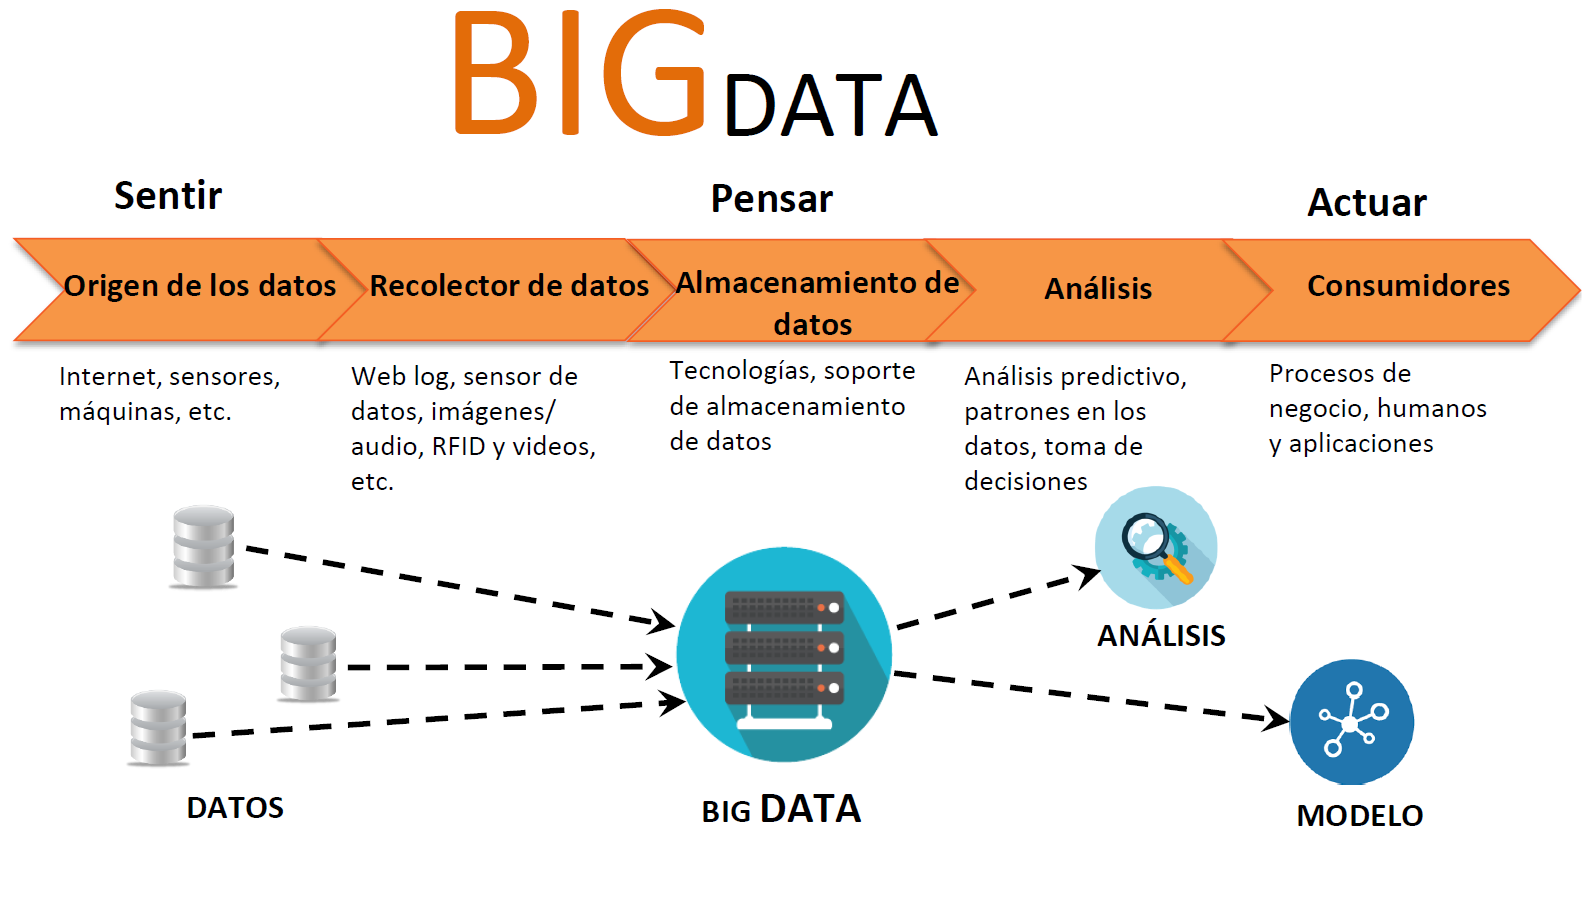 BIG DATA
Sentir
Pensar
Actuar
Origen de los datos
Recolector de datos
Almacenamiento de
datos
Análisis
Consumidores
Internet, sensores,
máquinas, etc.
Web log, sensor de
datos, imágenes/
audio, RFID y videos,
etc.
Tecnologías, soporte
de almacenamiento
de datos
Análisis predictivo,
patrones en los
datos, toma de
decisiones
Procesos de
negocio, humanos
y aplicaciones
ANÁLISIS
DATOS
BIG DATA
MODELO